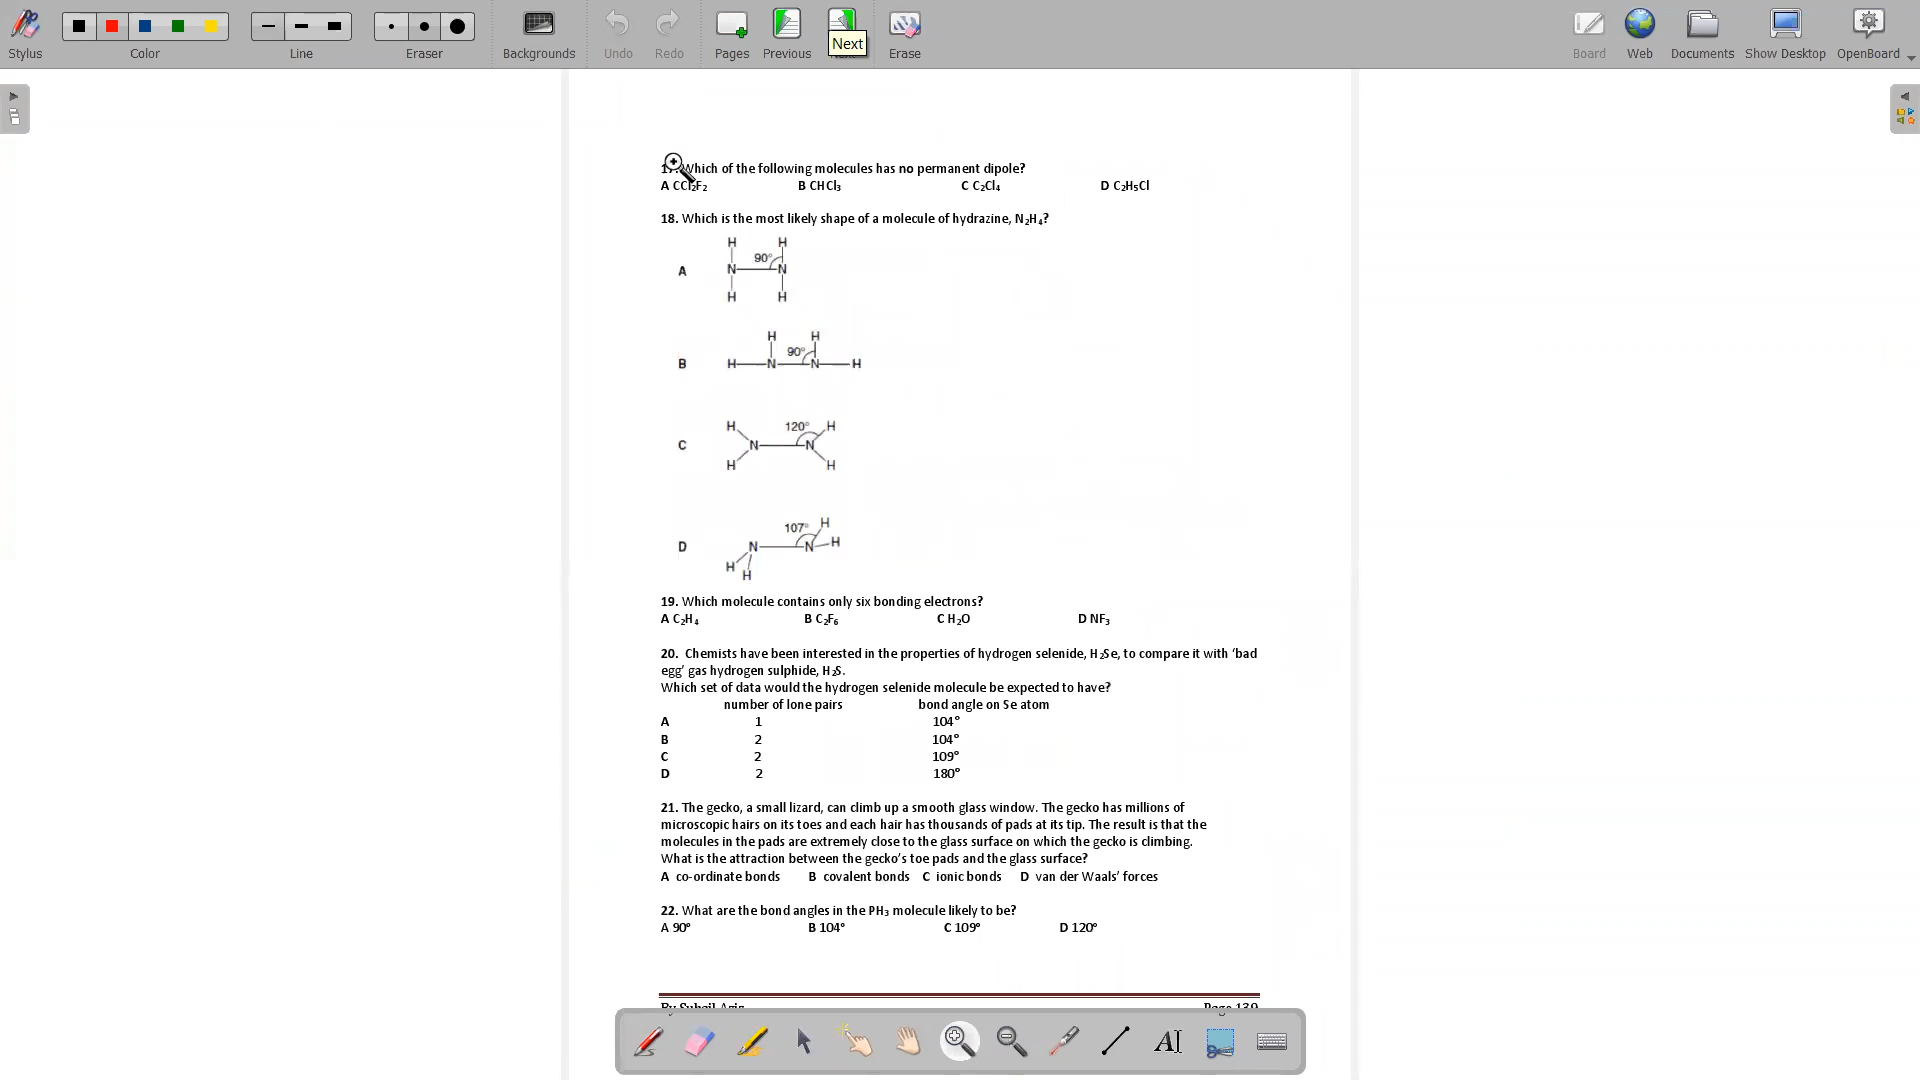 Stylus Color Line Eraser Backgrounds Undo Redo Pages Previous Next Erase Board Web Documents Show Desktop OpenBoard
Which of the following molecules has no permanent dipole?
A CCl₂F₂ B CHCl₃ C C₂Cl₄ D C₂H₅Cl
18. Which is the most likely shape of a molecule of hydrazine, N₂H₄?
H H
90°
A N N
H H
H H
90°
B H N N H
H 120° H
C N N
H H
107° H
D N N H
H
H
19. Which molecule contains only six bonding electrons?
A C₂H₄ B C₂F₆ C H₂O D NF₃
20. Chemists have been interested in the properties of hydrogen selenide, H₂Se, to compare it with ‘bad
egg’ gas hydrogen sulphide, H₂S.
Which set of data would the hydrogen selenide molecule be expected to have?
number of lone pairs bond angle on Se atom
A 1 104°
B 2 104°
C 2 109°
D 2 180°
21. The gecko, a small lizard, can climb up a smooth glass window. The gecko has millions of
microscopic hairs on its toes and each hair has thousands of pads at its tip. The result is that the
molecules in the pads are extremely close to the glass surface on which the gecko is climbing.
What is the attraction between the gecko’s toe pads and the glass surface?
A co-ordinate bonds B covalent bonds C ionic bonds D van der Waals’ forces
22. What are the bond angles in the PH₃ molecule likely to be?
A 90° B 104° C 109° D 120°